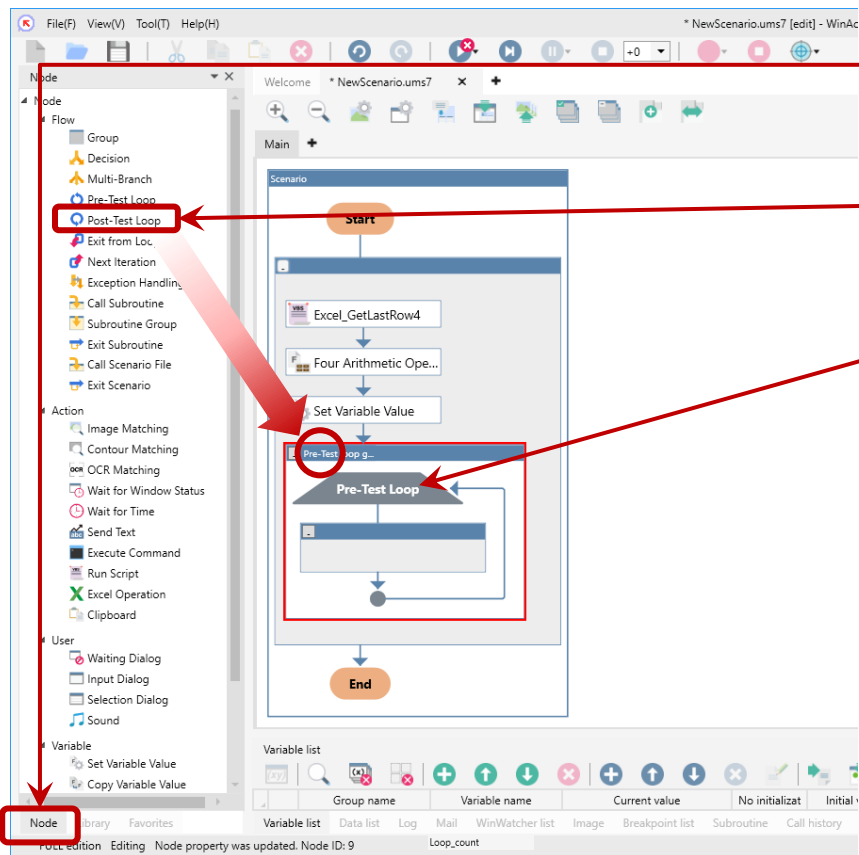 File(F) View(V) Tool(T) Help(H)
* NewScenario.ums7 [edit] - WinAc
+0
Node
Welcome * NewScenario.ums7
Main
Node
Flow
Group
Decision
Multi-Branch
Pre-Test Loop
Post-Test Loop
Exit from Loo
Next Iteration
Exception Handling
Call Subroutine
Subroutine Group
Exit Subroutine
Call Scenario File
Exit Scenario
Action
Image Matching
Contour Matching
OCR Matching
Wait for Window Status
Wait for Time
Send Text
Execute Command
Run Script
Excel Operation
Clipboard
User
Waiting Dialog
Input Dialog
Selection Dialog
Sound
Variable
Set Variable Value
Copy Variable Value
Node brary Favorites
Scenario
Start
Excel_GetLastRow4
Four Arithmetic Ope...
Set Variable Value
Pre-Test loop g...
Pre-Test Loop
End
Variable list
Group name Variable name Current value No initializat Initial v
Variable list Data list Log Mail WinWatcher list Image Breakpoint list Subroutine Call history
FULL edition Editing Node property was updated. Node ID: 9
Loop_count